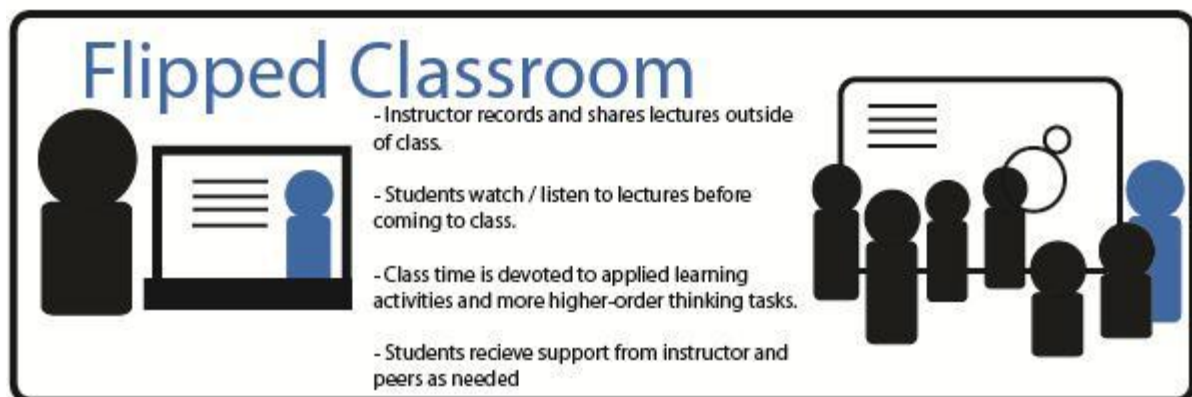 Flipped Classroom
- Instructor records and shares lectures outside
of class.
- Students watch / listen to lectures before
coming to class.
- Class time is devoted to applied learning
activities and more higher-order thinking tasks.
- Students recieve support from instructor and
peers as needed